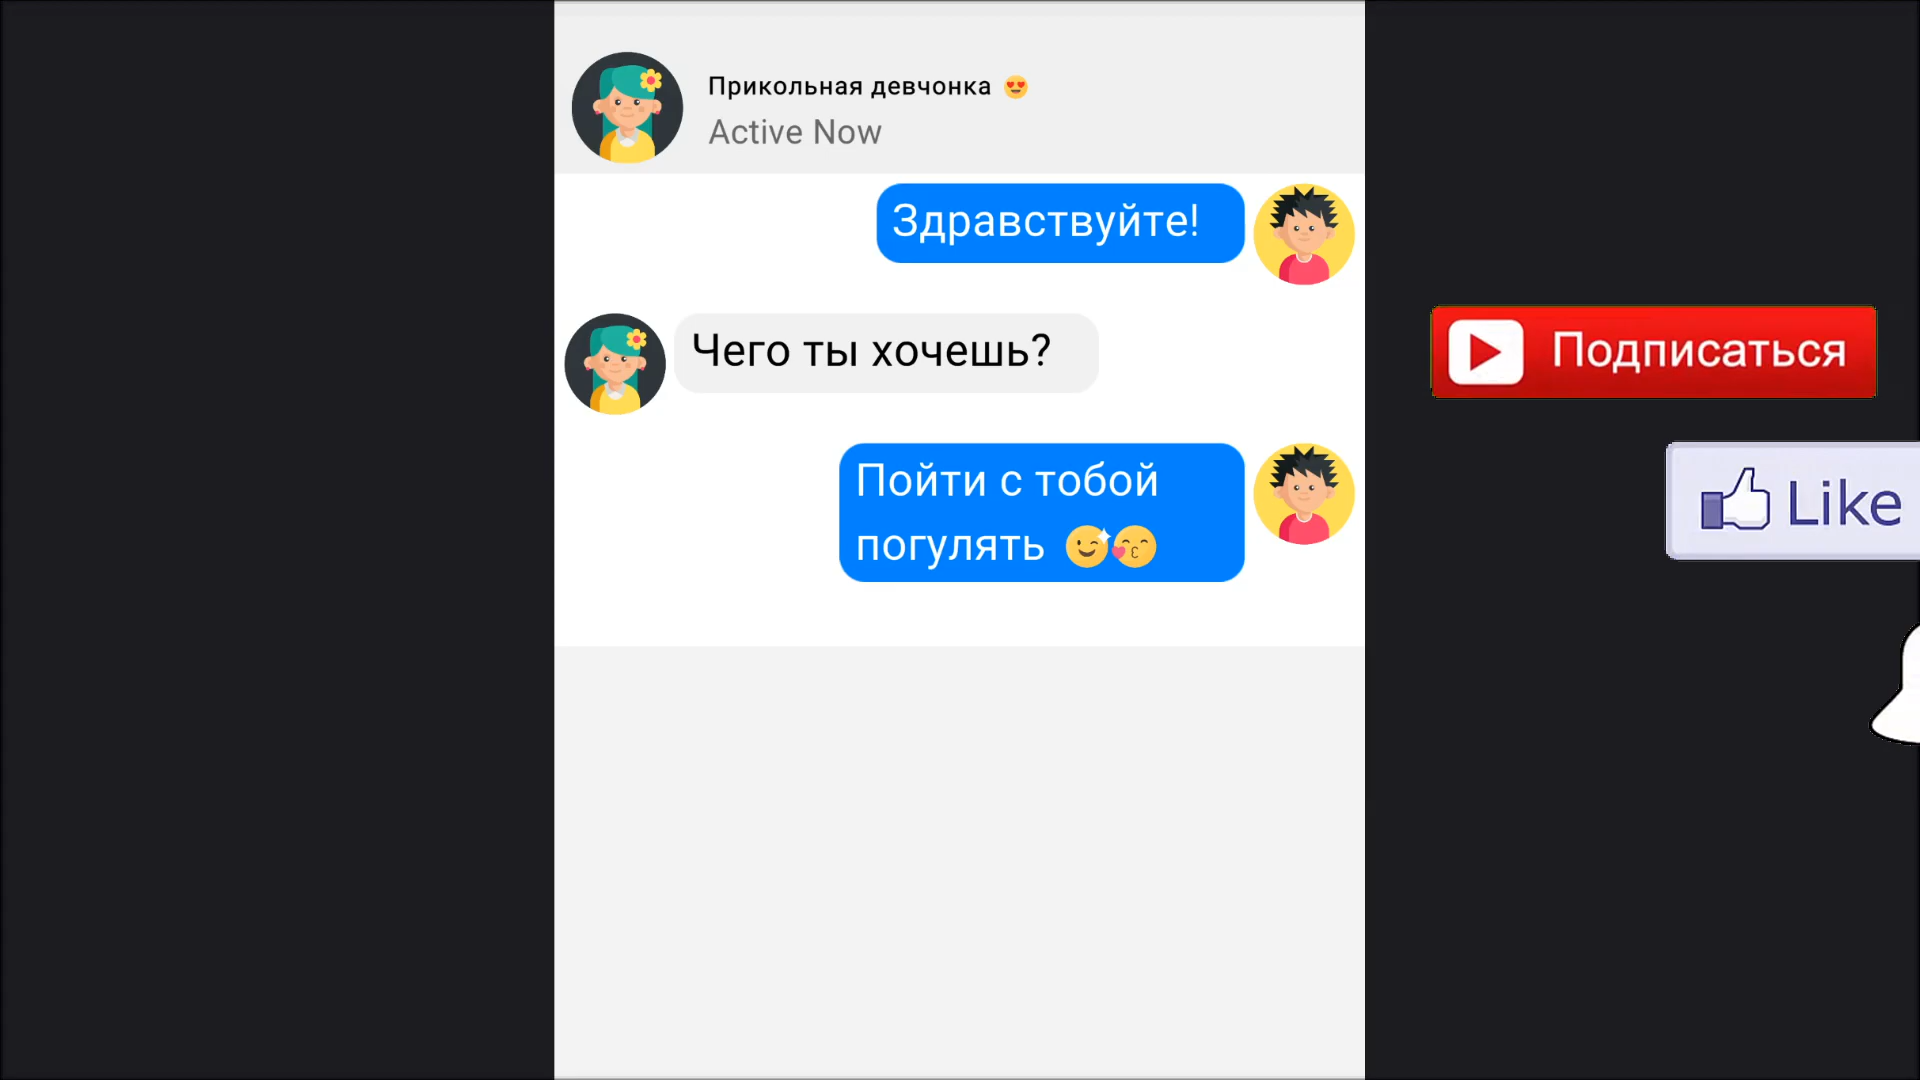 Прикольная девчонка 😍
Active Now
Здравствуйте!
Чего ты хочешь?
Пойти с тобой
погулять 😉😘
Подписаться
Like